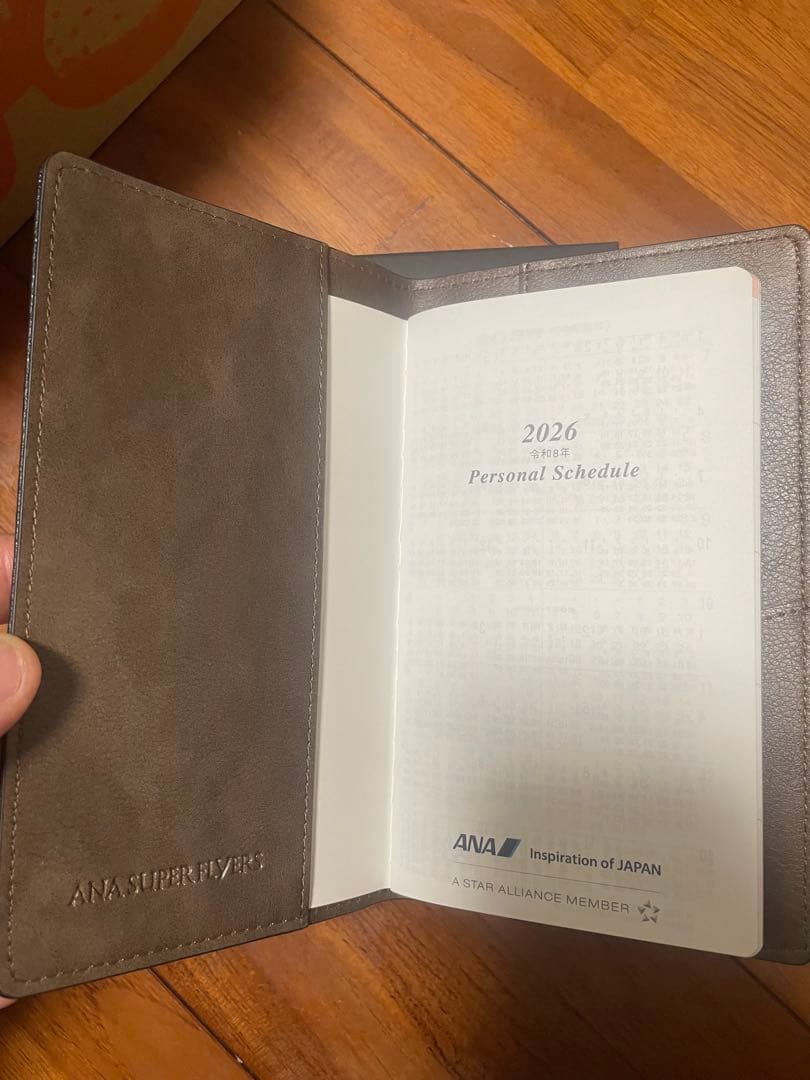 ANA SUPER FLYERS
2026
令和8年
Personal Schedule
ANA
Inspiration of JAPAN
A STAR ALLIANCE MEMBER